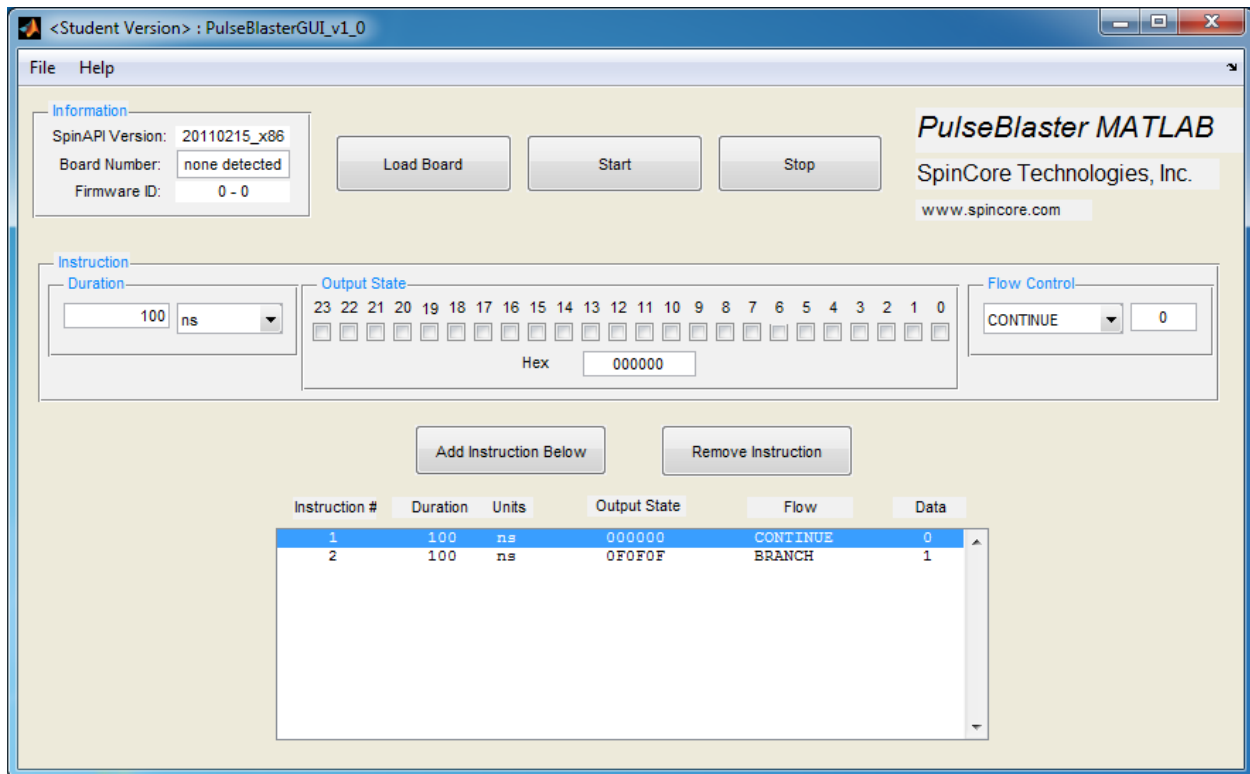 <Student Version> : PulseBlasterGUI_v1_0
File Help
Information
SpinAPI Version: 20110215_x86
Board Number: none detected
Firmware ID: 0 - 0
Load Board
Start
Stop
PulseBlaster MATLAB
SpinCore Technologies, Inc.
www.spincore.com
Instruction
Duration
100 ns
Output State
23 22 21 20 19 18 17 16 15 14 13 12 11 10 9 8 7 6 5 4 3 2 1 0
Hex 000000
Flow Control
CONTINUE 0
Add Instruction Below
Remove Instruction
Instruction # Duration Units Output State Flow Data
1 100 ns 000000 CONTINUE 0
2 100 ns 0F0F0F BRANCH 1